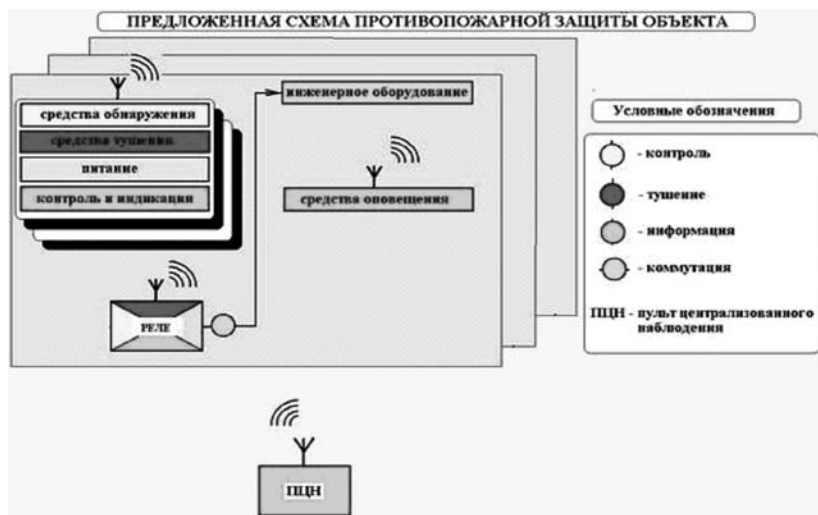 ПРЕДЛОЖЕННАЯ СХЕМА ПРОТИВОПОЖАРНОЙ ЗАЩИТЫ ОБЪЕКТА
средства обнаружения
средства тушения
питание
контроль и индикация
инженерное оборудование
средства оповещения
РЕЛЕ
ПЦН
Условные обозначения
- контроль
- тушение
- информация
- коммутация
ПЦН - пульт централизованного
наблюдения